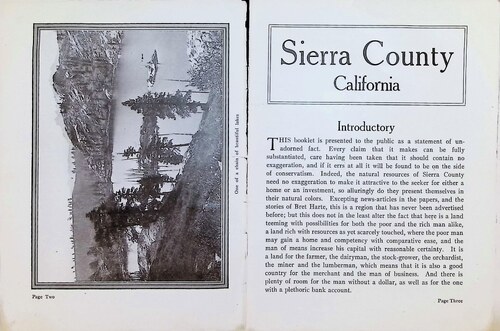 One of a chain of beautiful lakes
Page Two
Sierra County
California
Introductory
THIS booklet is presented to the public as a statement of un-
adorned fact. Every claim that it makes can be fully
substantiated, care having been taken that it should contain no
exaggeration, and if it errs at all it will be found to be on the side
of conservatism. Indeed, the natural resources of Sierra County
need no exaggeration to make it attractive to the seeker for either a
home or an investment, so alluringly do they present themselves in
their natural colors. Excepting news-articles in the papers, and the
stories of Bret Harte, this is a region that has never been advertised
before; but this does not in the least alter the fact that here is a land
teeming with possibilities for both the poor and the rich man alike,
a land rich with resources as yet scarcely touched, where the poor man
may gain a home and competency with comparative ease, and the
man of means increase his capital with reasonable certainty. It is
a land for the farmer, the dairyman, the stock-grower, the orchardist,
the miner and the lumberman, which means that it is also a good
country for the merchant and the man of business. And there is
plenty of room for the man without a dollar, as well as for the one
with a plethoric bank account.
Page Three